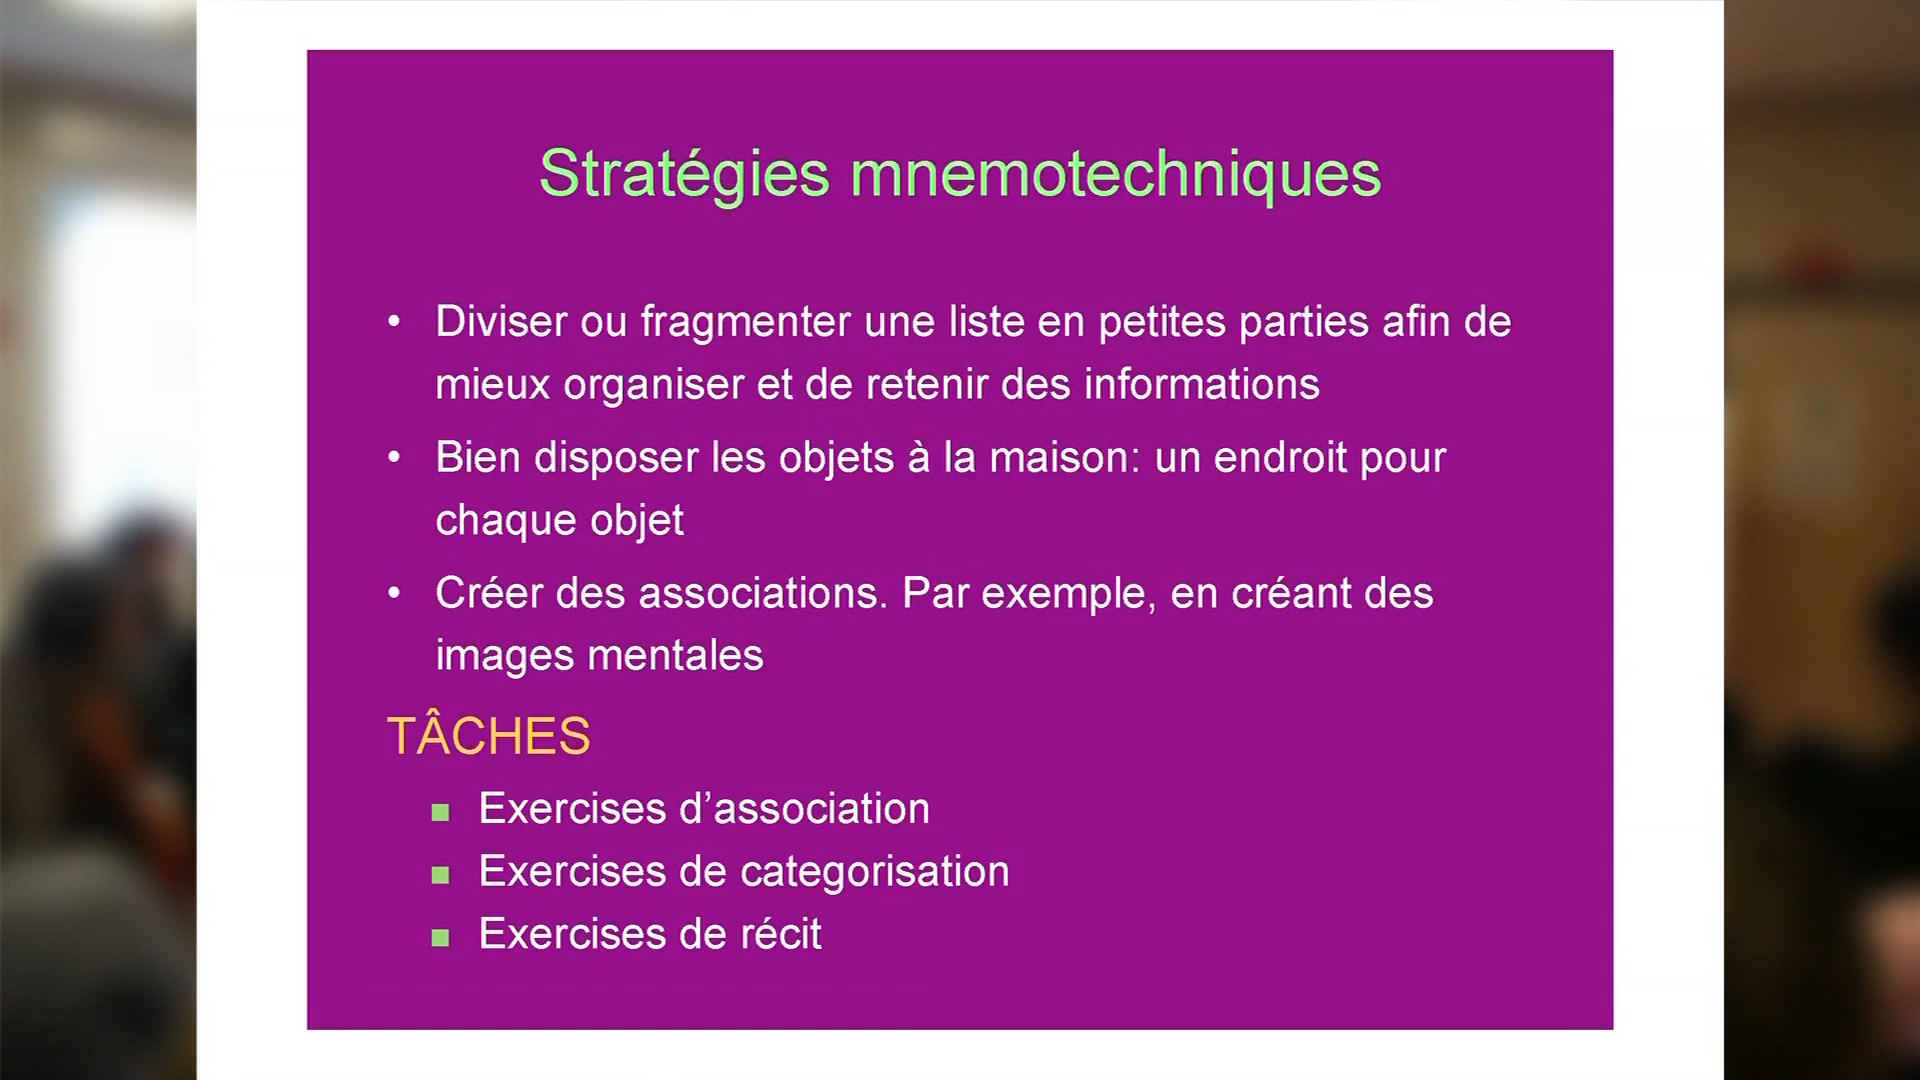 Stratégies mnemotechniques
• Diviser ou fragmenter une liste en petites parties afin de
mieux organiser et de retenir des informations
• Bien disposer les objets à la maison: un endroit pour
chaque objet
• Créer des associations. Par exemple, en créant des
images mentales
TÂCHES
▪ Exercises d’association
▪ Exercises de categorisation
▪ Exercises de récit